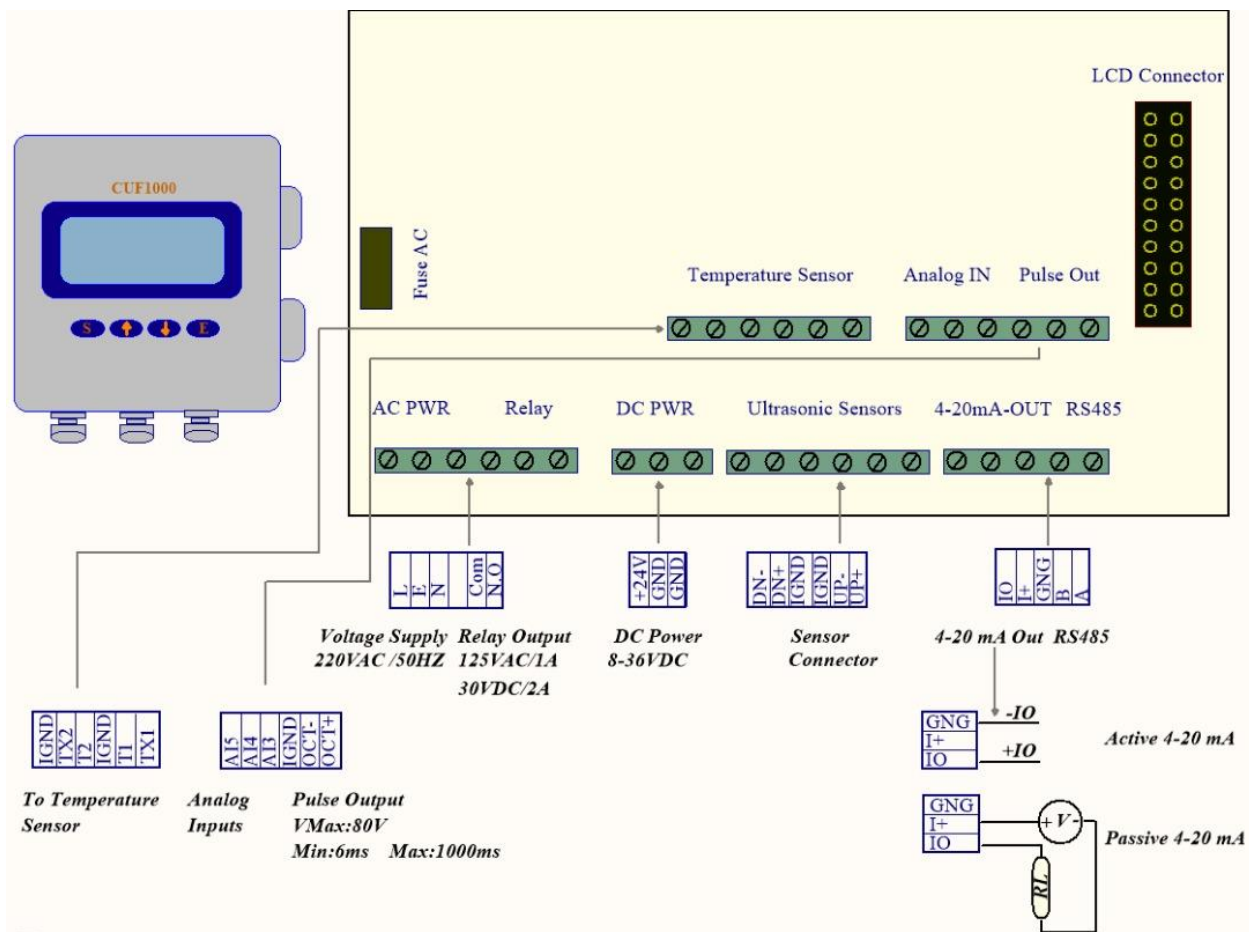 LCD Connector
CUF1000
Fuse AC
Temperature Sensor
Analog IN
Pulse Out
S
E
AC PWR
Relay
DC PWR
Ultrasonic Sensors
4-20mA-OUT
RS485
L
E
N
Com
N.O
+24V
GND
GND
DN-
DN+
IGND
IGND
UP-
UP+
IO
I+
GNG
B
A
Voltage Supply
220VAC /50HZ
Relay Output
125VAC/1A
30VDC/2A
DC Power
8-36VDC
Sensor
Connector
4-20 mA Out RS485
IGND
TX2
T2
IGND
T1
TX1
AI5
AI4
AI3
IGND
OCT-
OCT+
To Temperature
Sensor
Analog
Inputs
Pulse Output
VMax:80V
Min:6ms Max:1000ms
GNG
I+
IO
-IO
+IO
Active 4-20 mA
GNG
I+
IO
+V-
RL
Passive 4-20 mA